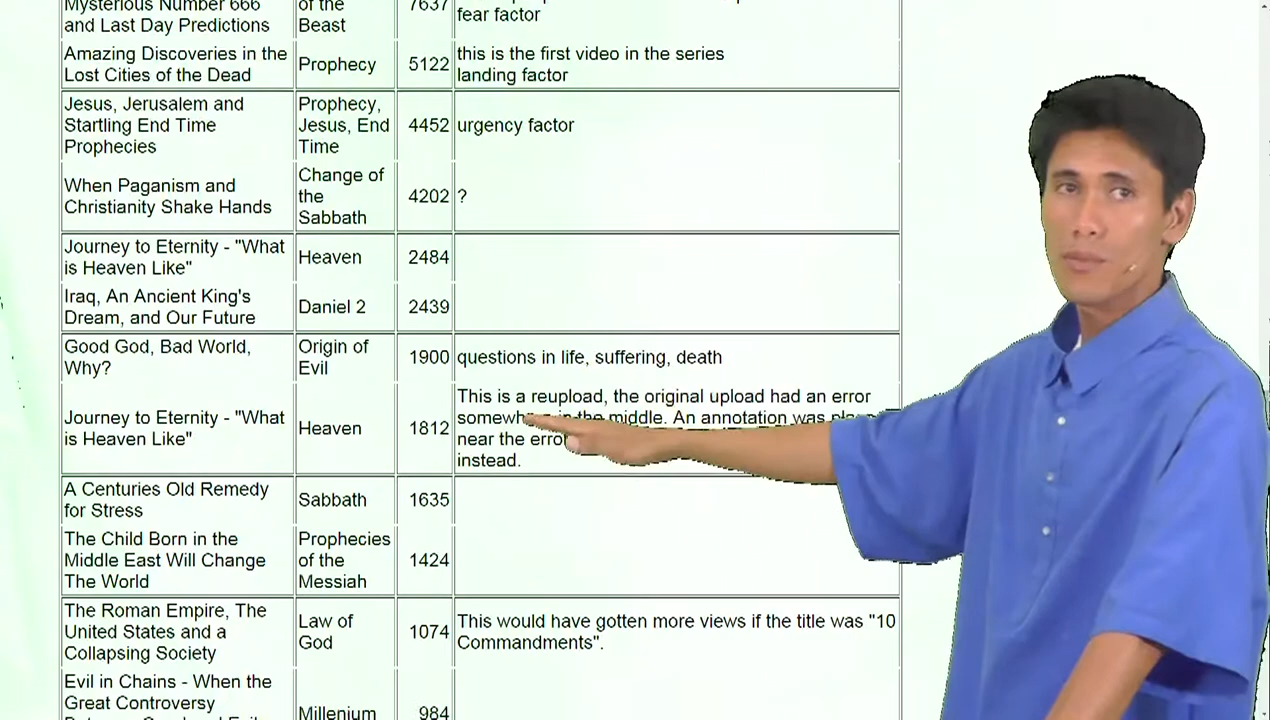 Mysterious Number 666
and Last Day Predictions
of the
Beast
7637
fear factor
Amazing Discoveries in the
Lost Cities of the Dead
Prophecy
5122
this is the first video in the series
landing factor
Jesus, Jerusalem and
Startling End Time
Prophecies
Prophecy,
Jesus, End
Time
4452
urgency factor
When Paganism and
Christianity Shake Hands
Change of
the
Sabbath
4202
?
Journey to Eternity - "What
is Heaven Like"
Heaven
2484
Iraq, An Ancient King's
Dream, and Our Future
Daniel 2
2439
Good God, Bad World,
Why?
Origin of
Evil
1900
questions in life, suffering, death
Journey to Eternity - "What
is Heaven Like"
Heaven
1812
This is a reupload, the original upload had an error
in the middle. An annotation was
near the error
instead.
A Centuries Old Remedy
for Stress
Sabbath
1635
The Child Born in the
Middle East Will Change
The World
Prophecies
of the
Messiah
1424
The Roman Empire, The
United States and a
Collapsing Society
Law of
God
1074
This would have gotten more views if the title was "10
Commandments".
Evil in Chains - When the
Great Controversy
Millenium
984